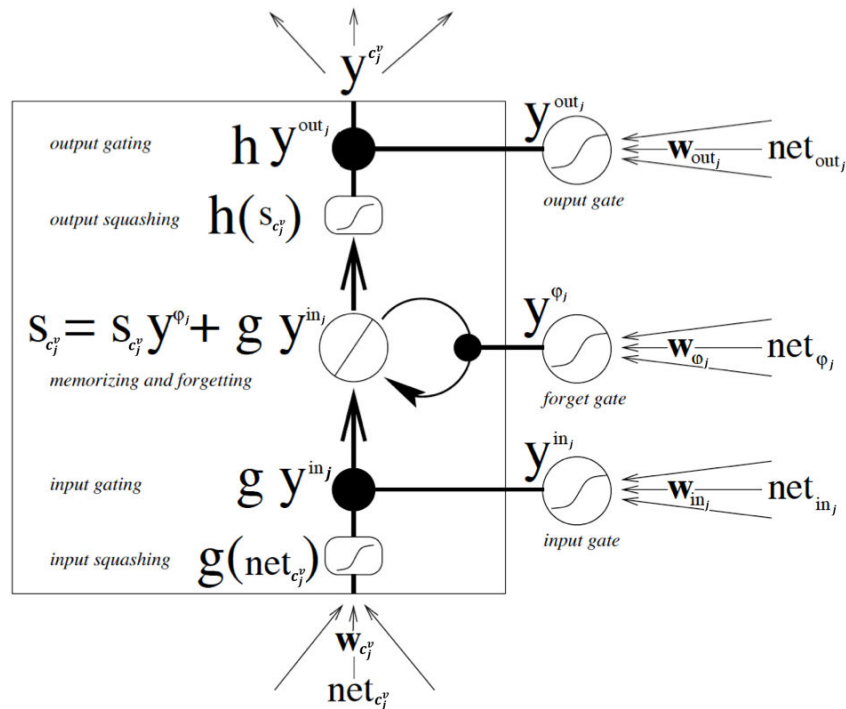 y^{c_j^v}
output gating
h y^{out_j}
y^{out_j}
w_{out_j}
net_{out_j}
ouput gate
output squashing
h(s_{c_j^v})
s_{c_j^v} = s_{c_j^v} y^{φ_j} + g y^{in_j}
memorizing and forgetting
y^{φ_j}
w_{φ_j}
net_{φ_j}
forget gate
input gating
g y^{in_j}
y^{in_j}
w_{in_j}
net_{in_j}
input gate
input squashing
g(net_{c_j^v})
w_{c_j^v}
net_{c_j^v}